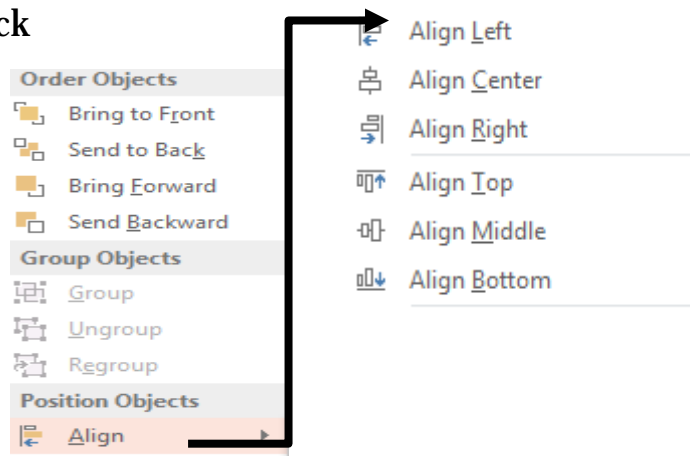 Order Objects
Bring to Front
Send to Back
Bring Forward
Send Backward
Group Objects
Group
Ungroup
Regroup
Position Objects
Align
Align Left
Align Center
Align Right
Align Top
Align Middle
Align Bottom